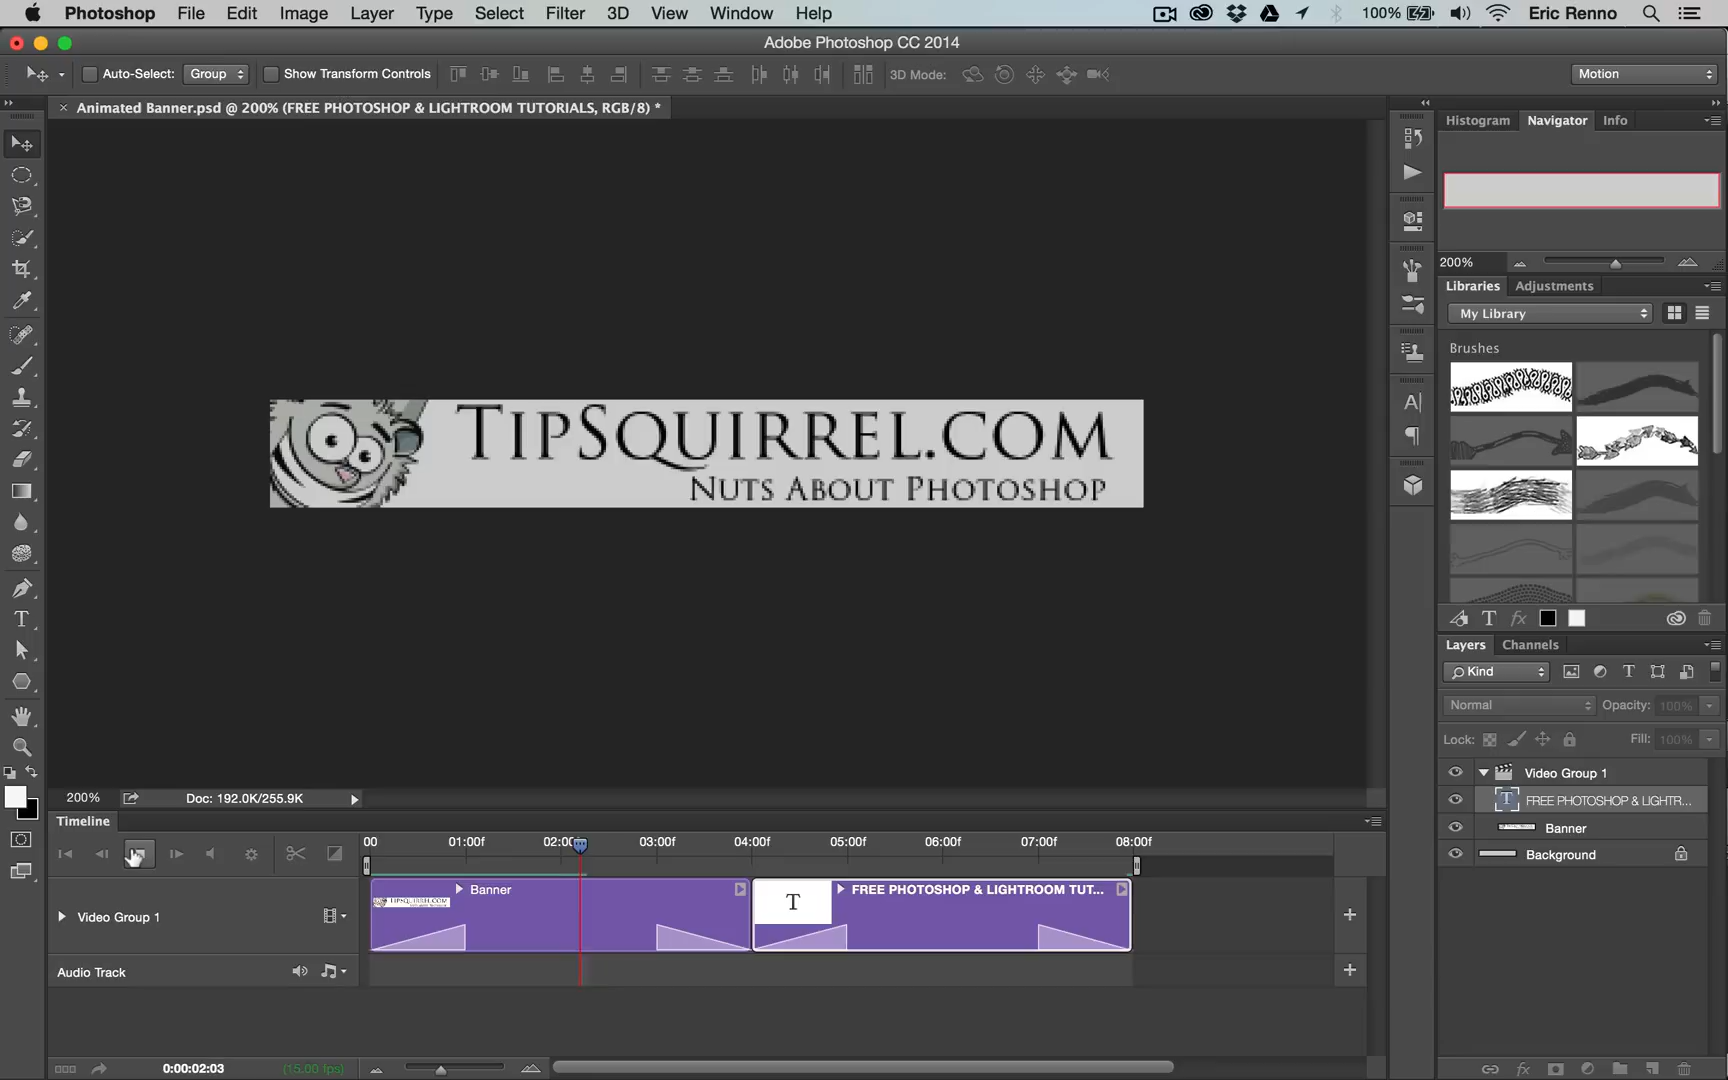 Photoshop File Edit Image Layer Type Select Filter 3D View Window Help 100% Eric Renno
Adobe Photoshop CC 2014
Auto-Select: Group Show Transform Controls 3D Mode: Motion
Animated Banner.psd @ 200% (FREE PHOTOSHOP & LIGHTROOM TUTORIALS, RGB/8) *
Histogram Navigator Info
200%
Libraries Adjustments
My Library
Brushes
TIPSQUIRREL.COM
NUTS ABOUT PHOTOSHOP
Layers Channels
Kind
Normal Opacity: 100%
Lock: Fill: 100%
Video Group 1
FREE PHOTOSHOP & LIGHTR...
Banner
Background
200% Doc: 192.0K/255.9K
Timeline
00 01:00f 02:00 03:00f 04:00f 05:00f 06:00f 07:00f 08:00f
Banner
T FREE PHOTOSHOP & LIGHTROOM TUT...
Video Group 1
Audio Track
0:00:02:03 (15.00 fps)